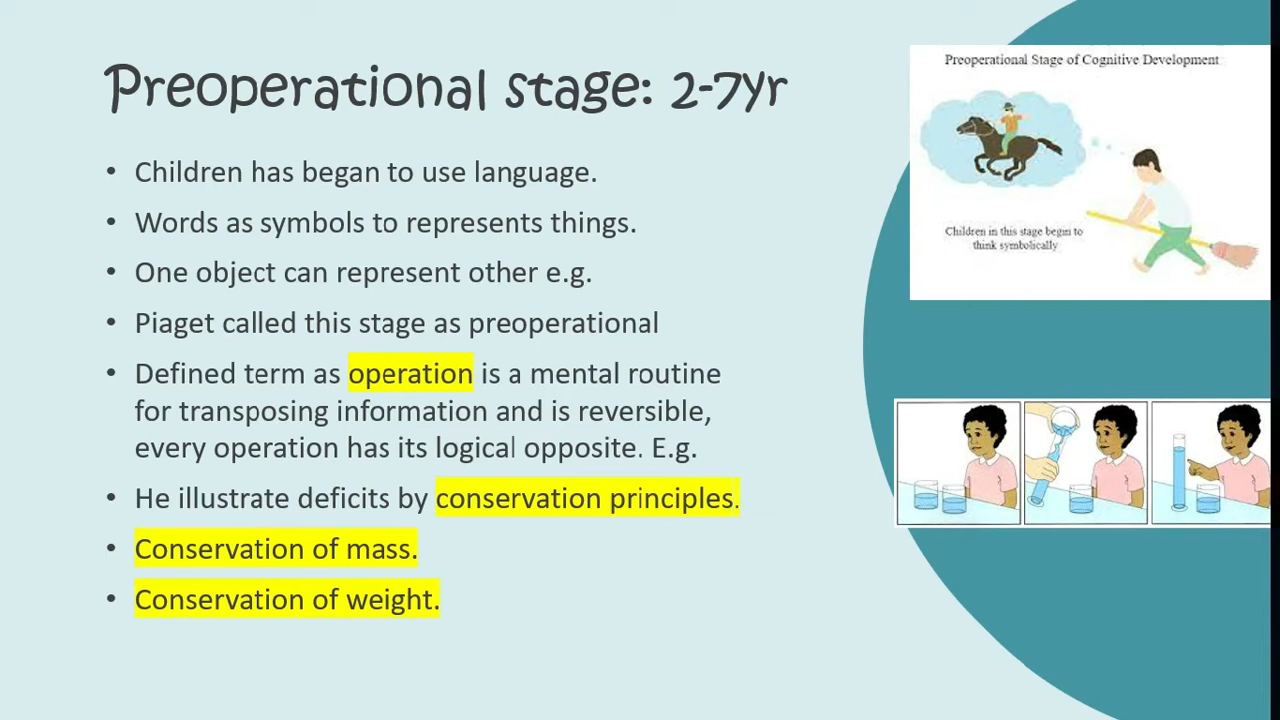 Preoperational stage: 2-7yr
• Children has began to use language.
• Words as symbols to represents things.
• One object can represent other e.g.
• Piaget called this stage as preoperational
• Defined term as operation is a mental routine
for transposing information and is reversible,
every operation has its logical opposite. E.g.
• He illustrate deficits by conservation principles.
• Conservation of mass.
• Conservation of weight.
Preoperational Stage of Cognitive Development
Children in this stage begin to
think symbolically